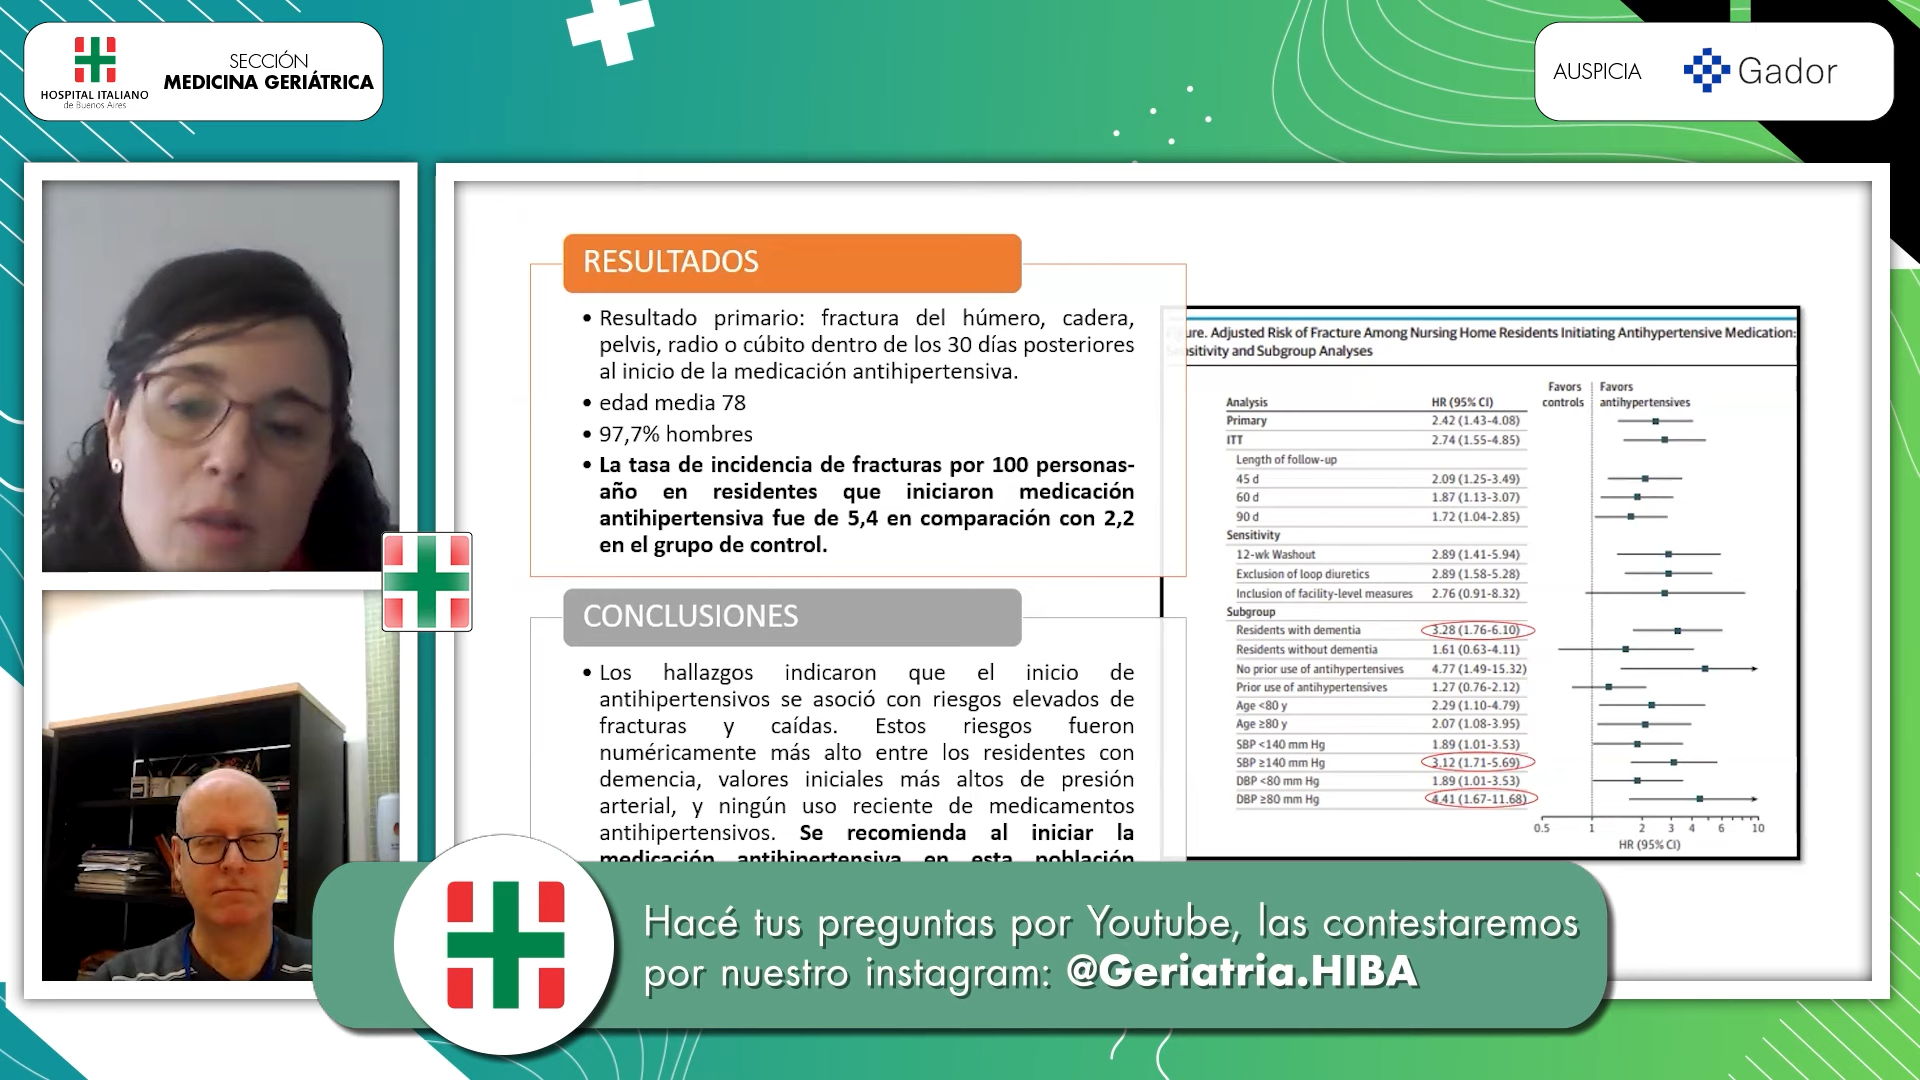 HOSPITAL ITALIANO
de Buenos Aires
SECCIÓN
MEDICINA GERIÁTRICA
AUSPICIA
Gador
RESULTADOS
• Resultado primario: fractura del húmero, cadera,
pelvis, radio o cúbito dentro de los 30 días posteriores
al inicio de la medicación antihipertensiva.
• edad media 78
• 97,7% hombres
• La tasa de incidencia de fracturas por 100 personas-
año en residentes que iniciaron medicación
antihipertensiva fue de 5,4 en comparación con 2,2
en el grupo de control.
CONCLUSIONES
• Los hallazgos indicaron que el inicio de
antihipertensivos se asoció con riesgos elevados de
fracturas y caídas. Estos riesgos fueron
numéricamente más alto entre los residentes con
demencia, valores iniciales más altos de presión
arterial, y ningún uso reciente de medicamentos
antihipertensivos. Se recomienda al iniciar la
medicación antihipertensiva en esta población
Figure. Adjusted Risk of Fracture Among Nursing Home Residents Initiating Antihypertensive Medication:
Sensitivity and Subgroup Analyses
Analysis HR (95% CI) Favors controls Favors antihypertensives
Primary 2.42 (1.43-4.08)
ITT 2.74 (1.55-4.85)
Length of follow-up
45 d 2.09 (1.25-3.49)
60 d 1.87 (1.13-3.07)
90 d 1.72 (1.04-2.85)
Sensitivity
12-wk Washout 2.89 (1.41-5.94)
Exclusion of loop diuretics 2.89 (1.58-5.28)
Inclusion of facility-level measures 2.76 (0.91-8.32)
Subgroup
Residents with dementia 3.28 (1.76-6.10)
Residents without dementia 1.61 (0.63-4.11)
No prior use of antihypertensives 4.77 (1.49-15.32)
Prior use of antihypertensives 1.27 (0.76-2.12)
Age <80 y 2.29 (1.10-4.79)
Age ≥80 y 2.07 (1.08-3.95)
SBP <140 mm Hg 1.89 (1.01-3.53)
SBP ≥140 mm Hg 3.12 (1.71-5.69)
DBP <80 mm Hg 1.89 (1.01-3.53)
DBP ≥80 mm Hg 4.41 (1.67-11.68)
0.5 1 2 3 4 6 10
HR (95% CI)
Hacé tus preguntas por Youtube, las contestaremos
por nuestro instagram: @Geriatria.HIBA